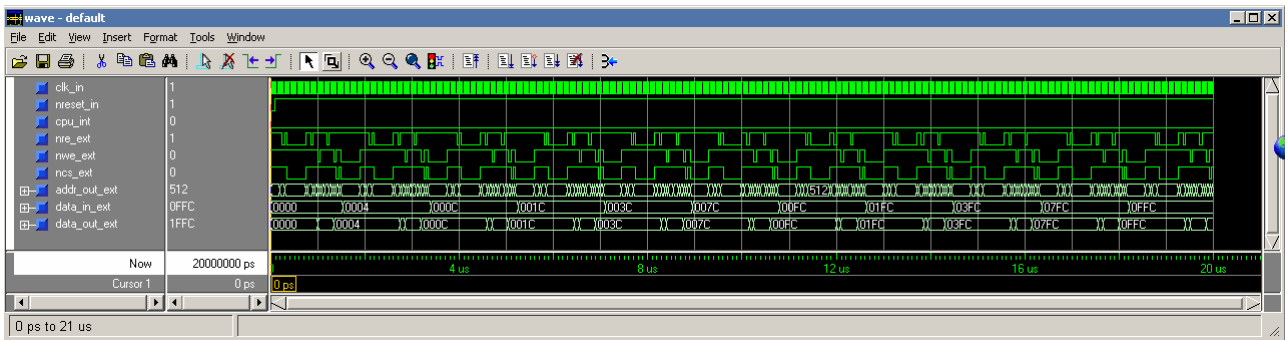 wave - default
File Edit View Insert Format Tools Window
clk_in 1
nreset_in 1
cpu_int 0
nre_ext 1
nwe_ext 0
ncs_ext 0
addr_out_ext 512 512
data_in_ext 0FFC 0000 0004 000C 001C 003C 007C 00FC 01FC 03FC 07FC 0FFC
data_out_ext 1FFC 0000 0004 000C 001C 003C 007C 00FC 01FC 03FC 07FC 0FFC
Now 20000000 ps 4 us 8 us 12 us 16 us 20 us
Cursor 1 0 ps 0 ps
0 ps to 21 us